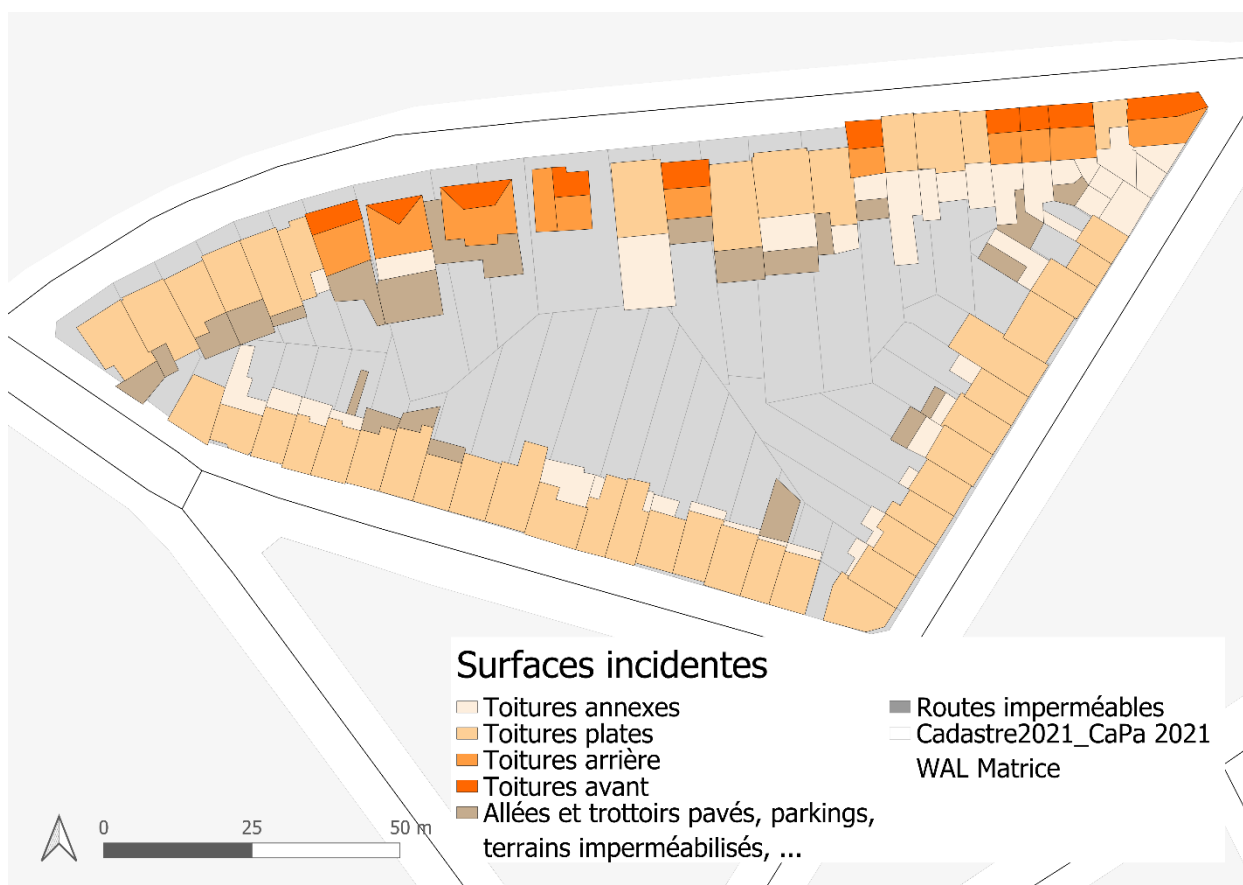 Surfaces incidentes
Toitures annexes
Toitures plates
Toitures arrière
Toitures avant
Allées et trottoirs pavés, parkings,
terrains imperméabilisés, ...
Routes imperméables
Cadastre2021_CaPa 2021
WAL Matrice
0 25 50 m